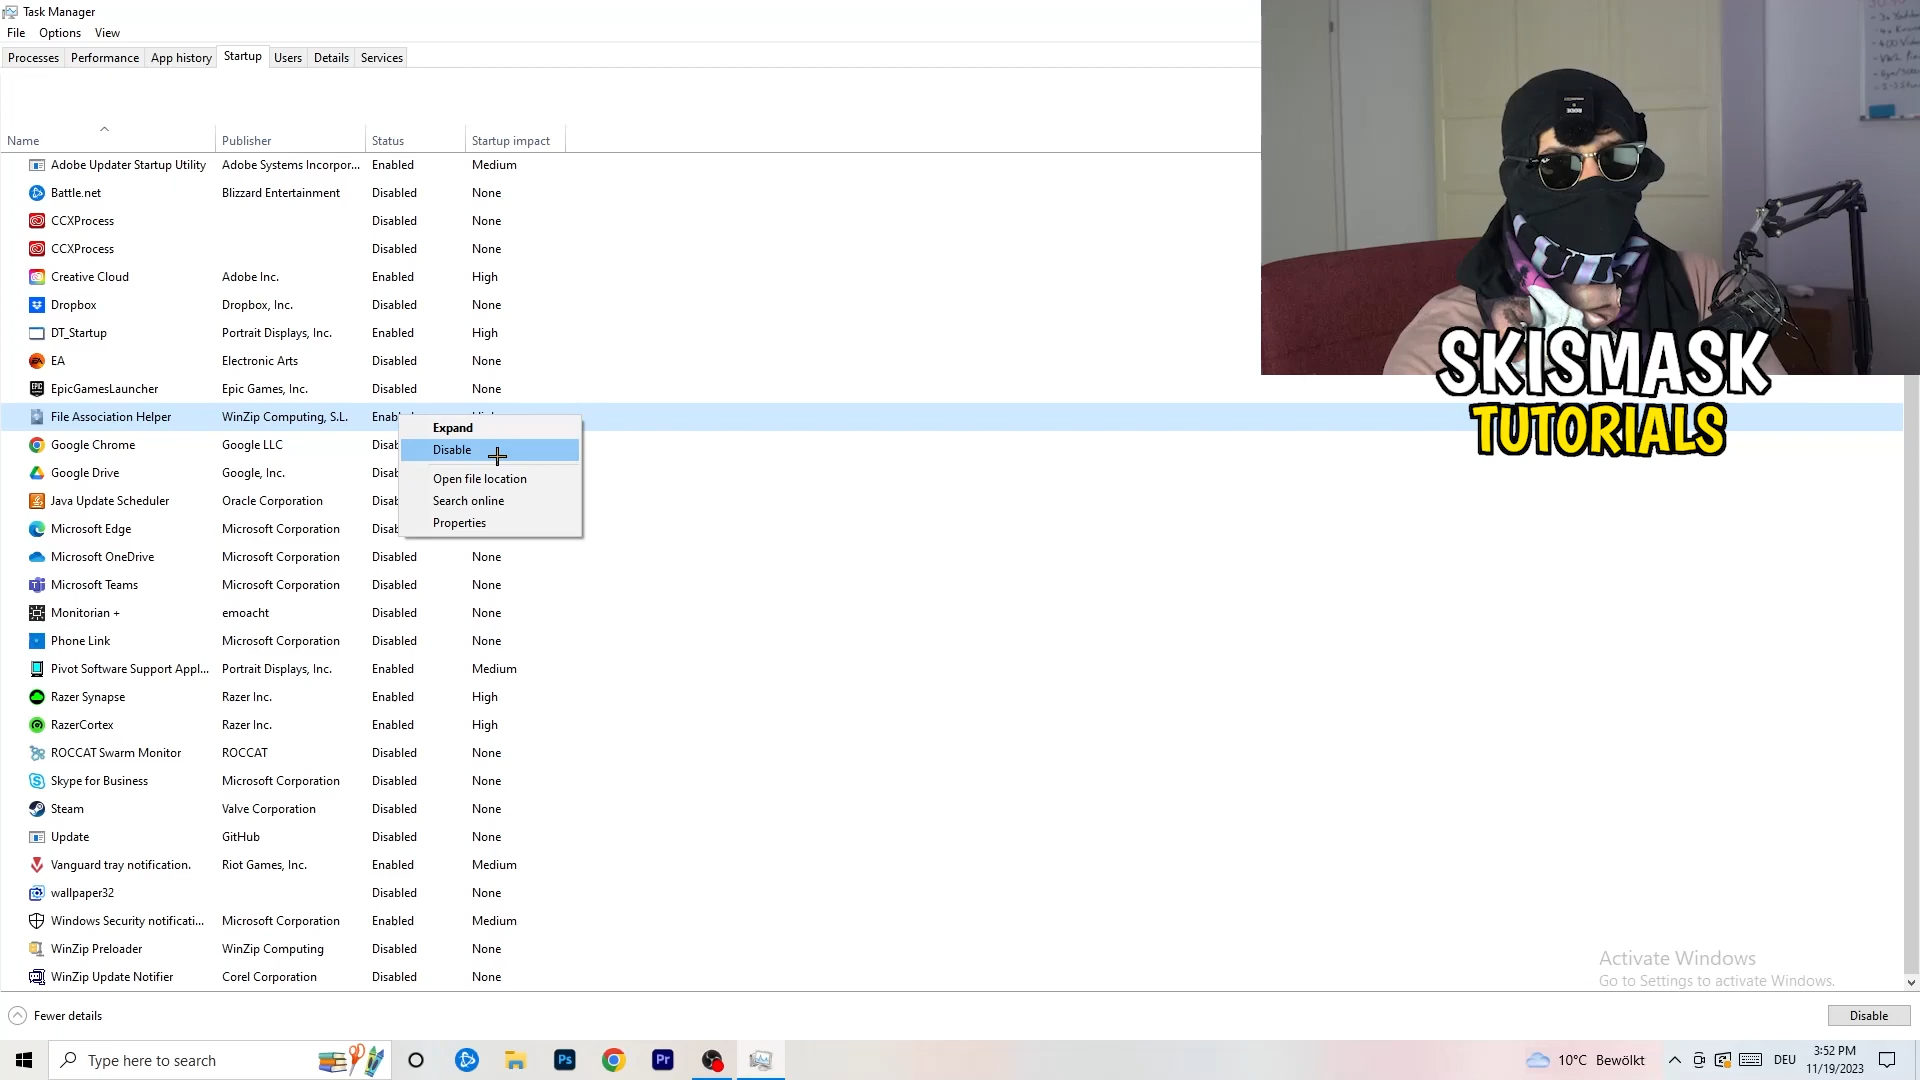 Task Manager
File Options View
Processes Performance App history Startup Users Details Services
Name Publisher Status Startup impact
Adobe Updater Startup Utility Adobe Systems Incorpor... Enabled Medium
Battle.net Blizzard Entertainment Disabled None
CCXProcess Disabled None
CCXProcess Disabled None
Creative Cloud Adobe Inc. Enabled High
Dropbox Dropbox, Inc. Disabled None
DT_Startup Portrait Displays, Inc. Enabled High
EA Electronic Arts Disabled None
EpicGamesLauncher Epic Games, Inc. Disabled None
File Association Helper WinZip Computing, S.L.
Google Chrome Google LLC
Google Drive Google, Inc.
Java Update Scheduler Oracle Corporation
Microsoft Edge Microsoft Corporation
Expand
Disable
Open file location
Search online
Properties
Microsoft OneDrive Microsoft Corporation Disabled None
Microsoft Teams Microsoft Corporation Disabled None
Monitorian + emoacht Disabled None
Phone Link Microsoft Corporation Disabled None
Pivot Software Support Appl... Portrait Displays, Inc. Enabled Medium
Razer Synapse Razer Inc. Enabled High
RazerCortex Razer Inc. Enabled High
ROCCAT Swarm Monitor ROCCAT Disabled None
Skype for Business Microsoft Corporation Disabled None
Steam Valve Corporation Disabled None
Update GitHub Disabled None
Vanguard tray notification. Riot Games, Inc. Enabled Medium
wallpaper32 Disabled None
Windows Security notificati... Microsoft Corporation Enabled Medium
WinZip Preloader WinZip Computing Disabled None
WinZip Update Notifier Corel Corporation Disabled None
SKISMASK
TUTORIALS
Activate Windows
Go to Settings to activate Windows.
Fewer details
Disable
Type here to search
Ps
Pr
10°C Bewölkt
DEU
3:52 PM
11/19/2023